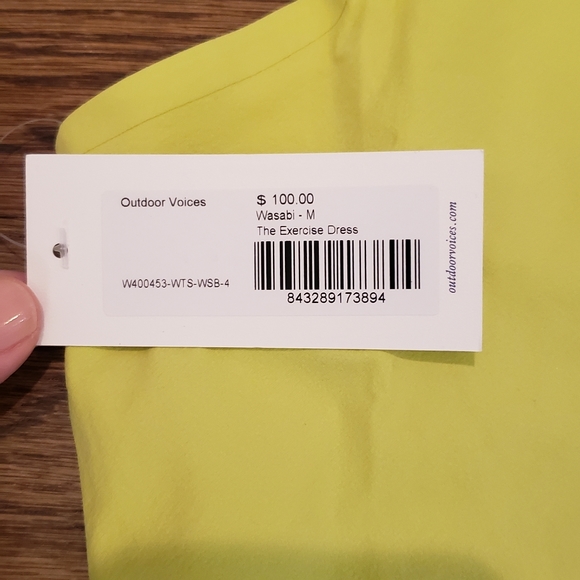 Outdoor Voices
$ 100.00
Wasabi - M
The Exercise Dress
W400453-WTS-WSB-4
843289173894
outdoorvoices.com